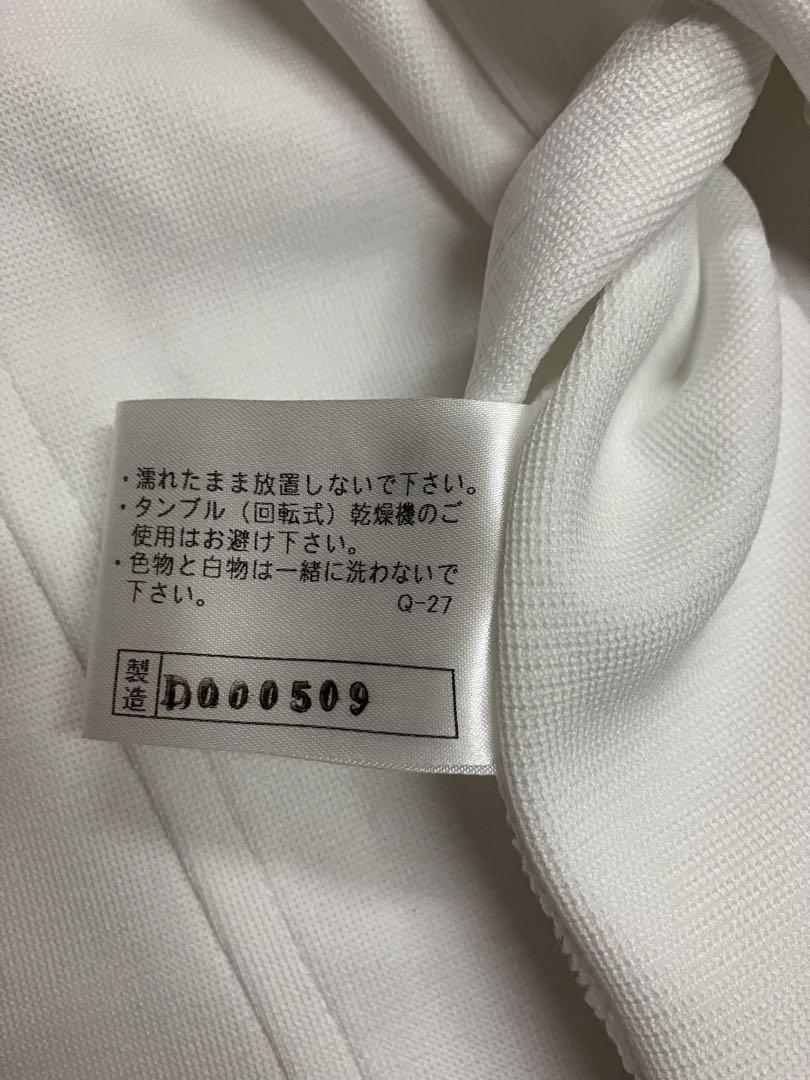 ・濡れたまま放置しないで下さい。
・タンブル（回転式）乾燥機のご
使用はお避け下さい。
・色物と白物は一緒に洗わないで
下さい。 Q-27
製造 D000509